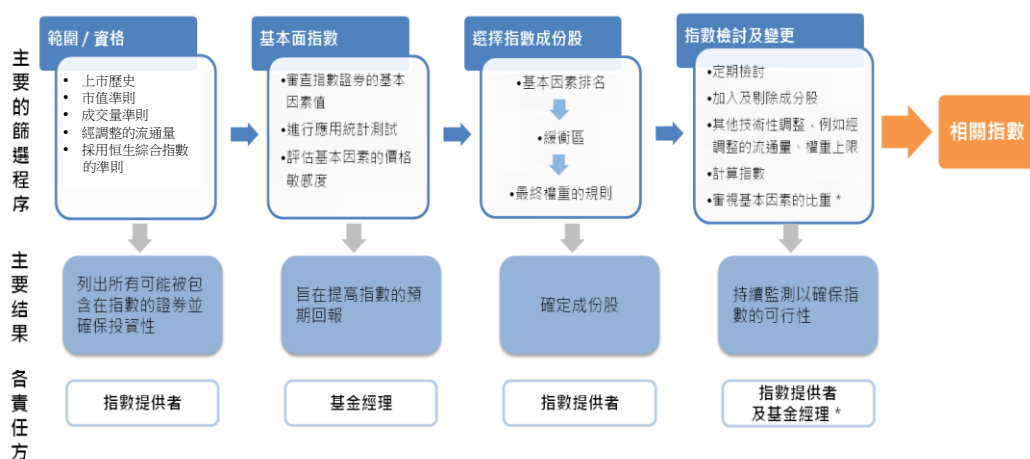 主要的篩選程序
範圍 / 資格
• 上市歷史
• 市值準則
• 成交量準則
• 經調整的流通量
• 採用恒生綜合指數
的準則
基本面指數
•審查指數證券的基本
因素值
•進行應用統計測試
•評估基本因素的價格
敏感度
選擇指數成份股
•基本因素排名
•緩衝區
•最終權重的規則
指數檢討及變更
•定期檢討
•加入及剔除成分股
•其他技術性調整，例如經
調整的流通量、權重上限
•計算指數
•審視基本因素的比重 *
相關指數
主要结果
列出所有可能被包
含在指數的證券並
確保投資性
旨在提高指數的預
期回報
確定成份股
持續監測以確保指
數的可行性
各責任方
指數提供者
基金經理
指數提供者
指數提供者
及基金經理 *